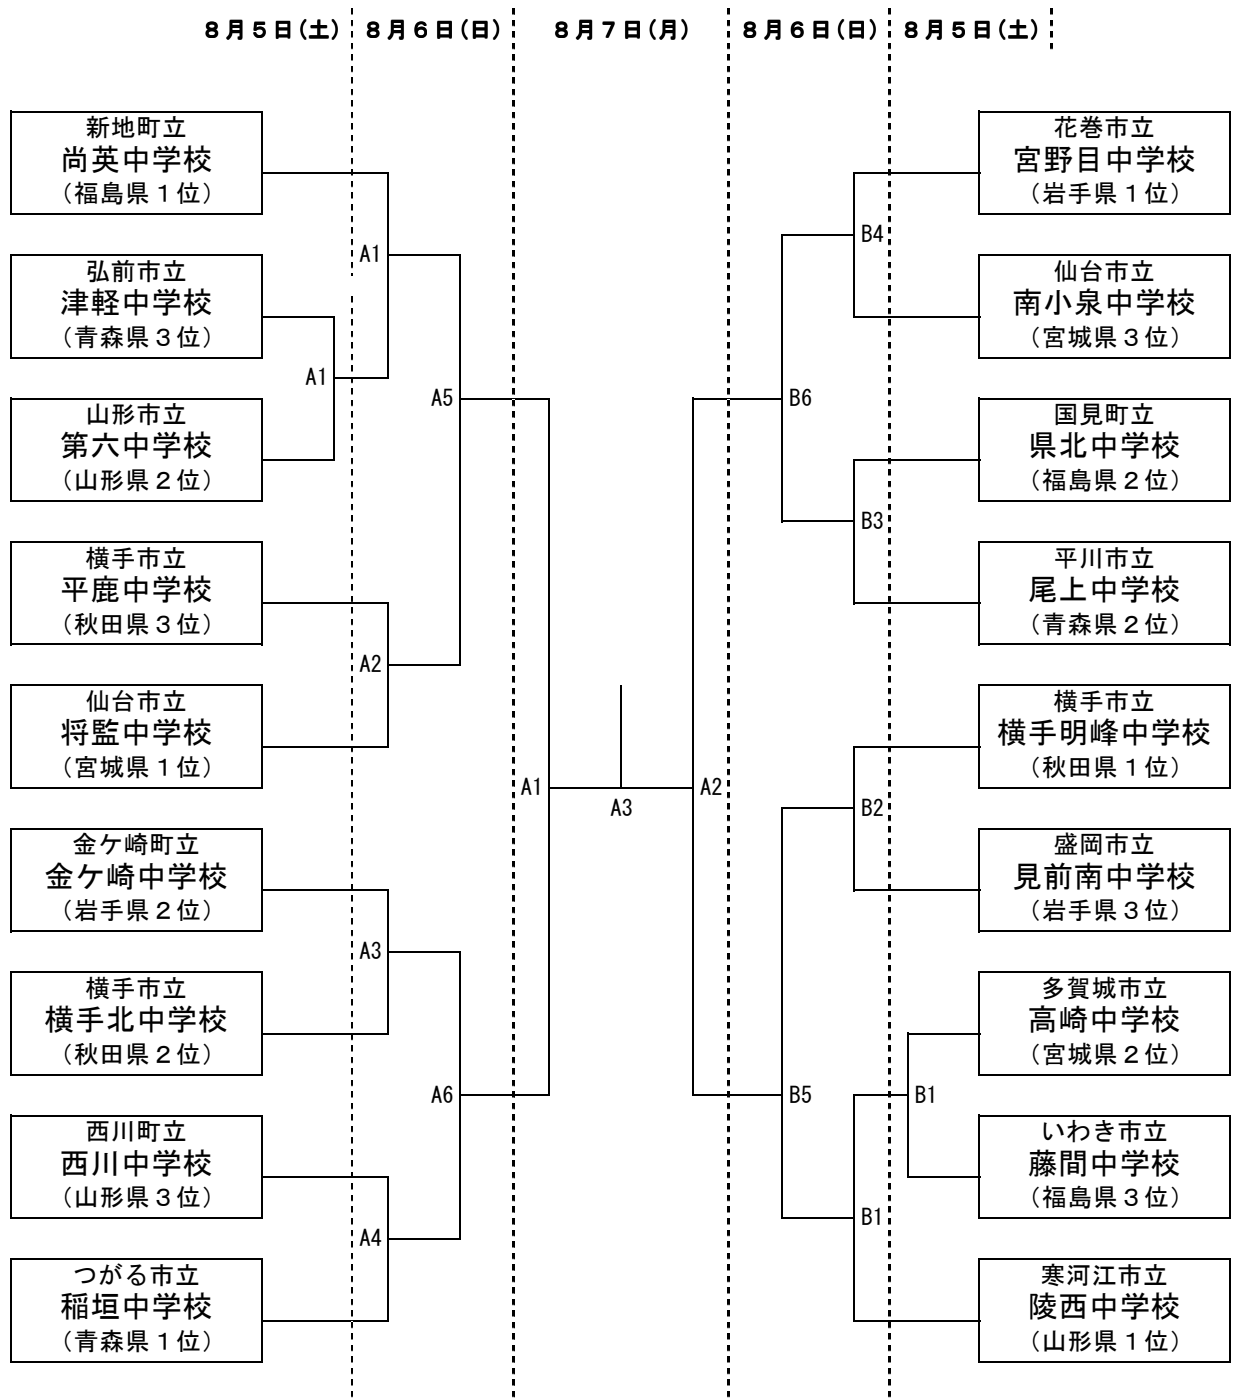 ８月５日(土)
８月６日(日)
８月７日(月)
８月６日(日)
８月５日(土)
新地町立
尚英中学校
（福島県１位）
弘前市立
津軽中学校
（青森県３位）
山形市立
第六中学校
（山形県２位）
横手市立
平鹿中学校
（秋田県３位）
仙台市立
将監中学校
（宮城県１位）
金ケ崎町立
金ケ崎中学校
（岩手県２位）
横手市立
横手北中学校
（秋田県２位）
西川町立
西川中学校
（山形県３位）
つがる市立
稲垣中学校
（青森県１位）
A1
A1
A2
A3
A4
A5
A6
A1
A3
A2
B6
B5
B4
B3
B2
B1
B1
花巻市立
宮野目中学校
（岩手県１位）
仙台市立
南小泉中学校
（宮城県３位）
国見町立
県北中学校
（福島県２位）
平川市立
尾上中学校
（青森県２位）
横手市立
横手明峰中学校
（秋田県１位）
盛岡市立
見前南中学校
（岩手県３位）
多賀城市立
高崎中学校
（宮城県２位）
いわき市立
藤間中学校
（福島県３位）
寒河江市立
陵西中学校
（山形県１位）